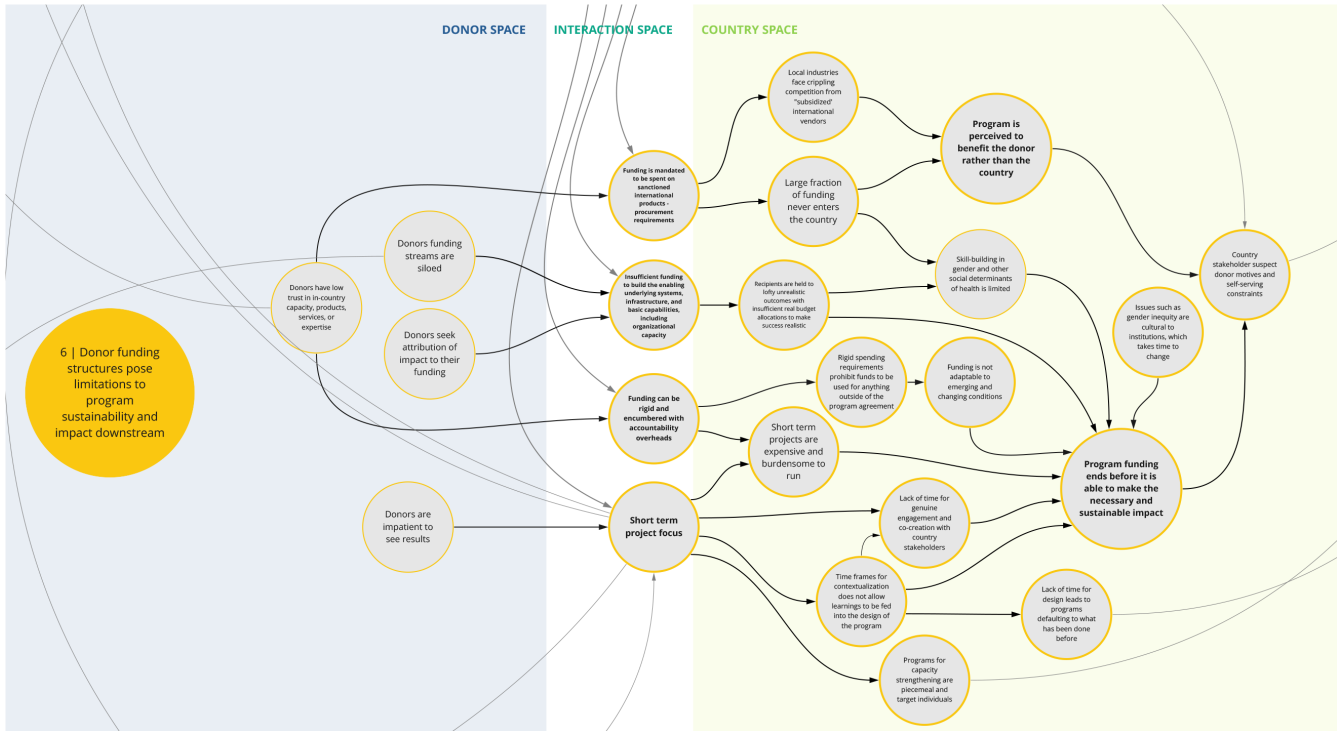 DONOR SPACE
INTERACTION SPACE
COUNTRY SPACE
6 | Donor funding
structures pose
limitations to
program
sustainability and
impact downstream
Donors have low
trust in in-country
capacity, products,
services, or
expertise
Donors funding
streams are
siloed
Donors seek
attribution of
impact to their
funding
Donors are
impatient to
see results
Funding is mandated
to be spent on
sanctioned
international
products -
procurement
requirements
Insufficient funding
to build the enabling
underlying systems,
infrastructure, and
basic capabilities,
including
organizational
capacity
Funding can be
rigid and
encumbered with
accountability
overheads
Short term
project focus
Local industries
face crippling
competition from
"subsidized'
international
vendors
Large fraction
of funding
never enters
the country
Recipients are held to
lofty unrealistic
outcomes with
insufficient real budget
allocations to make
success realistic
Rigid spending
requirements
prohibit funds to be
used for anything
outside of the
program agreement
Short term
projects are
expensive and
burdensome to
run
Lack of time for
genuine
engagement and
co-creation with
country
stakeholders
Time frames for
contextualization
does not allow
learnings to be fed
into the design of
the program
Programs for
capacity
strengthening are
piecemeal and
target individuals
Program is
perceived to
benefit the donor
rather than the
country
Skill-building in
gender and other
social determinants
of health is limited
Funding is not
adaptable to
emerging and
changing conditions
Lack of time for
design leads to
programs
defaulting to what
has been done
before
Program funding
ends before it is
able to make the
necessary and
sustainable impact
Issues such as
gender inequity are
cultural to
institutions, which
takes time to
change
Country
stakeholder suspect
donor motives and
self-serving
constraints